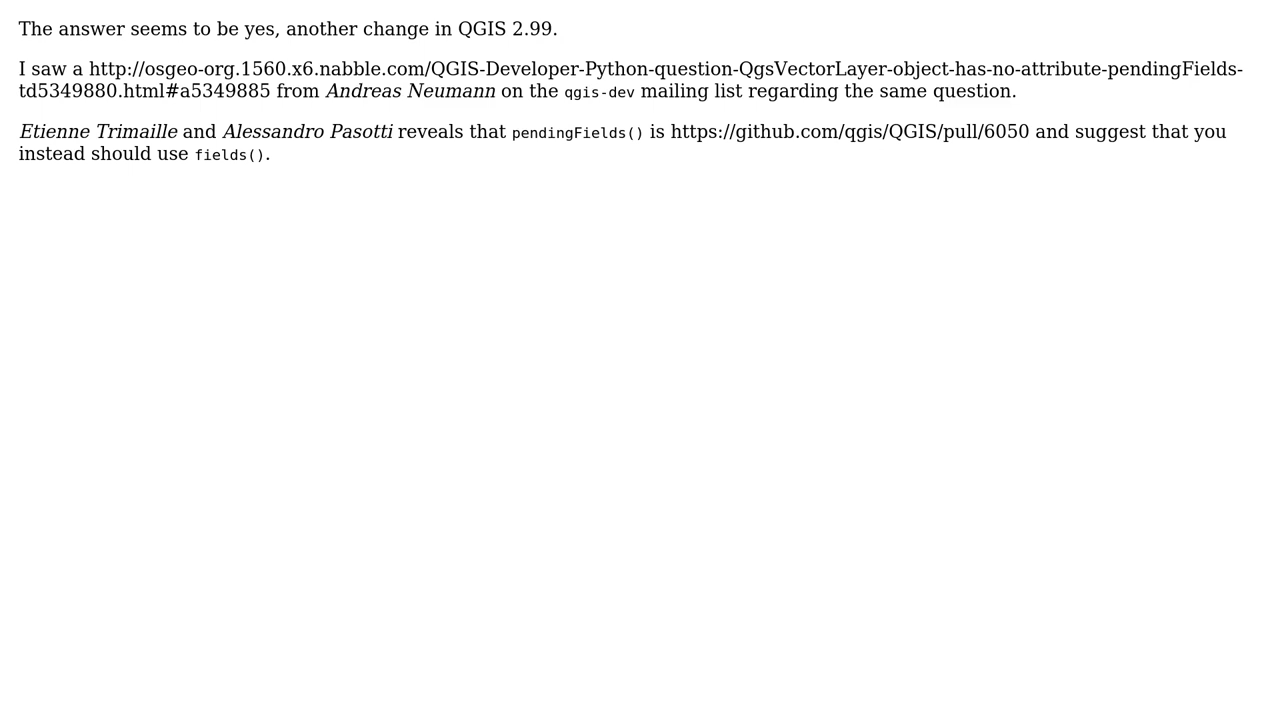 The answer seems to be yes, another change in QGIS 2.99.
I saw a http://osgeo-org.1560.x6.nabble.com/QGIS-Developer-Python-question-QgsVectorLayer-object-has-no-attribute-pendingFields-
td5349880.html#a5349885 from Andreas Neumann on the qgis-dev mailing list regarding the same question.
Etienne Trimaille and Alessandro Pasotti reveals that pendingFields() is https://github.com/qgis/QGIS/pull/6050 and suggest that you
instead should use fields().